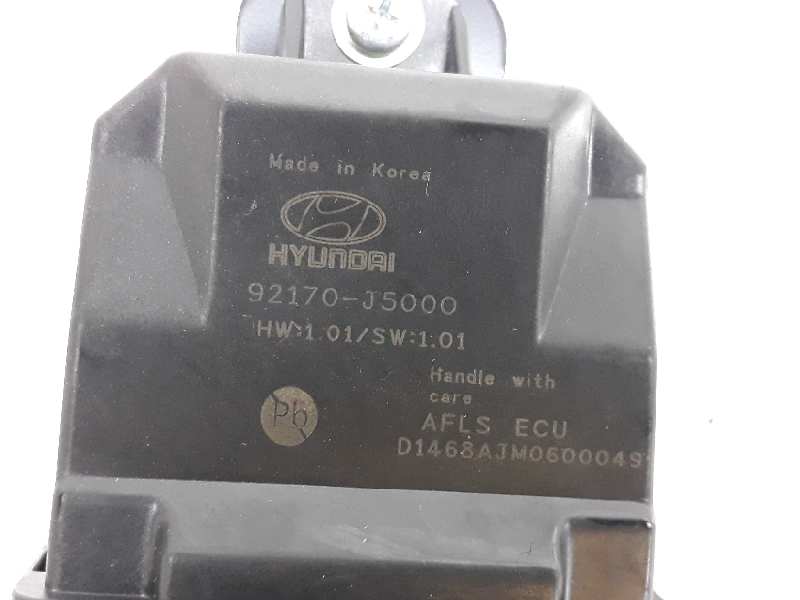 Made in Korea
HYUNDAI
92170-J5000
HW:1.01/SW:1.01
Handle with
care
Pb
AFLS ECU
D1468AJM0600049